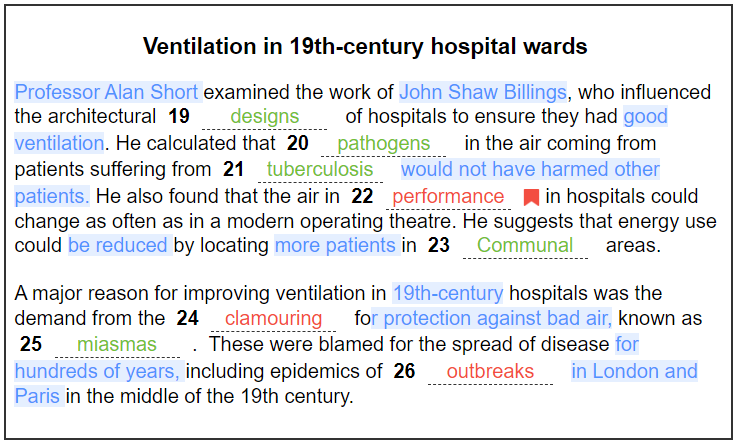 Ventilation in 19th-century hospital wards
Professor Alan Short examined the work of John Shaw Billings, who influenced
the architectural 19 designs of hospitals to ensure they had good
ventilation. He calculated that 20 pathogens in the air coming from
patients suffering from 21 tuberculosis would not have harmed other
patients. He also found that the air in 22 performance in hospitals could
change as often as in a modern operating theatre. He suggests that energy use
could be reduced by locating more patients in 23 Communal areas.
A major reason for improving ventilation in 19th-century hospitals was the
demand from the 24 clamouring for protection against bad air, known as
25 miasmas . These were blamed for the spread of disease for
hundreds of years, including epidemics of 26 outbreaks in London and
Paris in the middle of the 19th century.